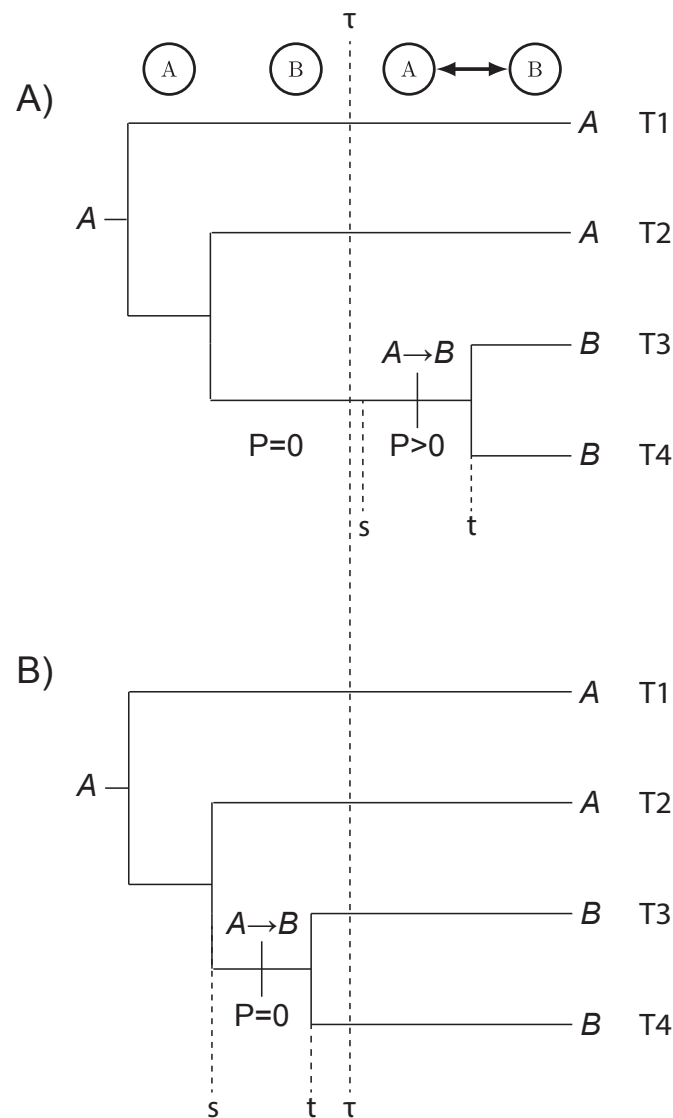 τ
A B A B
A)
A T1
A
A T2
A→B
B T3
P=0 P>0
B T4
s t
B)
A T1
A
A T2
A→B
B T3
P=0
B T4
s t τ